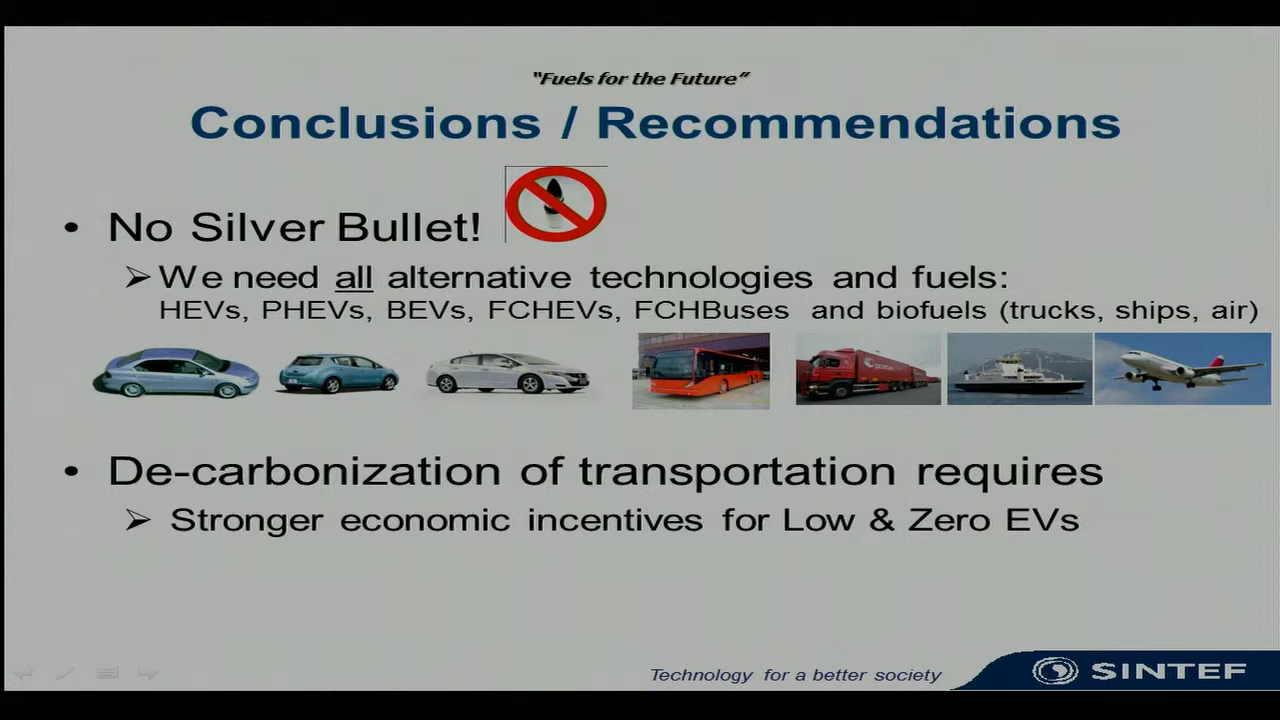 "Fuels for the Future"
Conclusions / Recommendations
• No Silver Bullet!
➢ We need all alternative technologies and fuels:
HEVs, PHEVs, BEVs, FCHEVs, FCHBuses and biofuels (trucks, ships, air)
• De-carbonization of transportation requires
➢ Stronger economic incentives for Low & Zero EVs
Technology for a better society
SINTEF